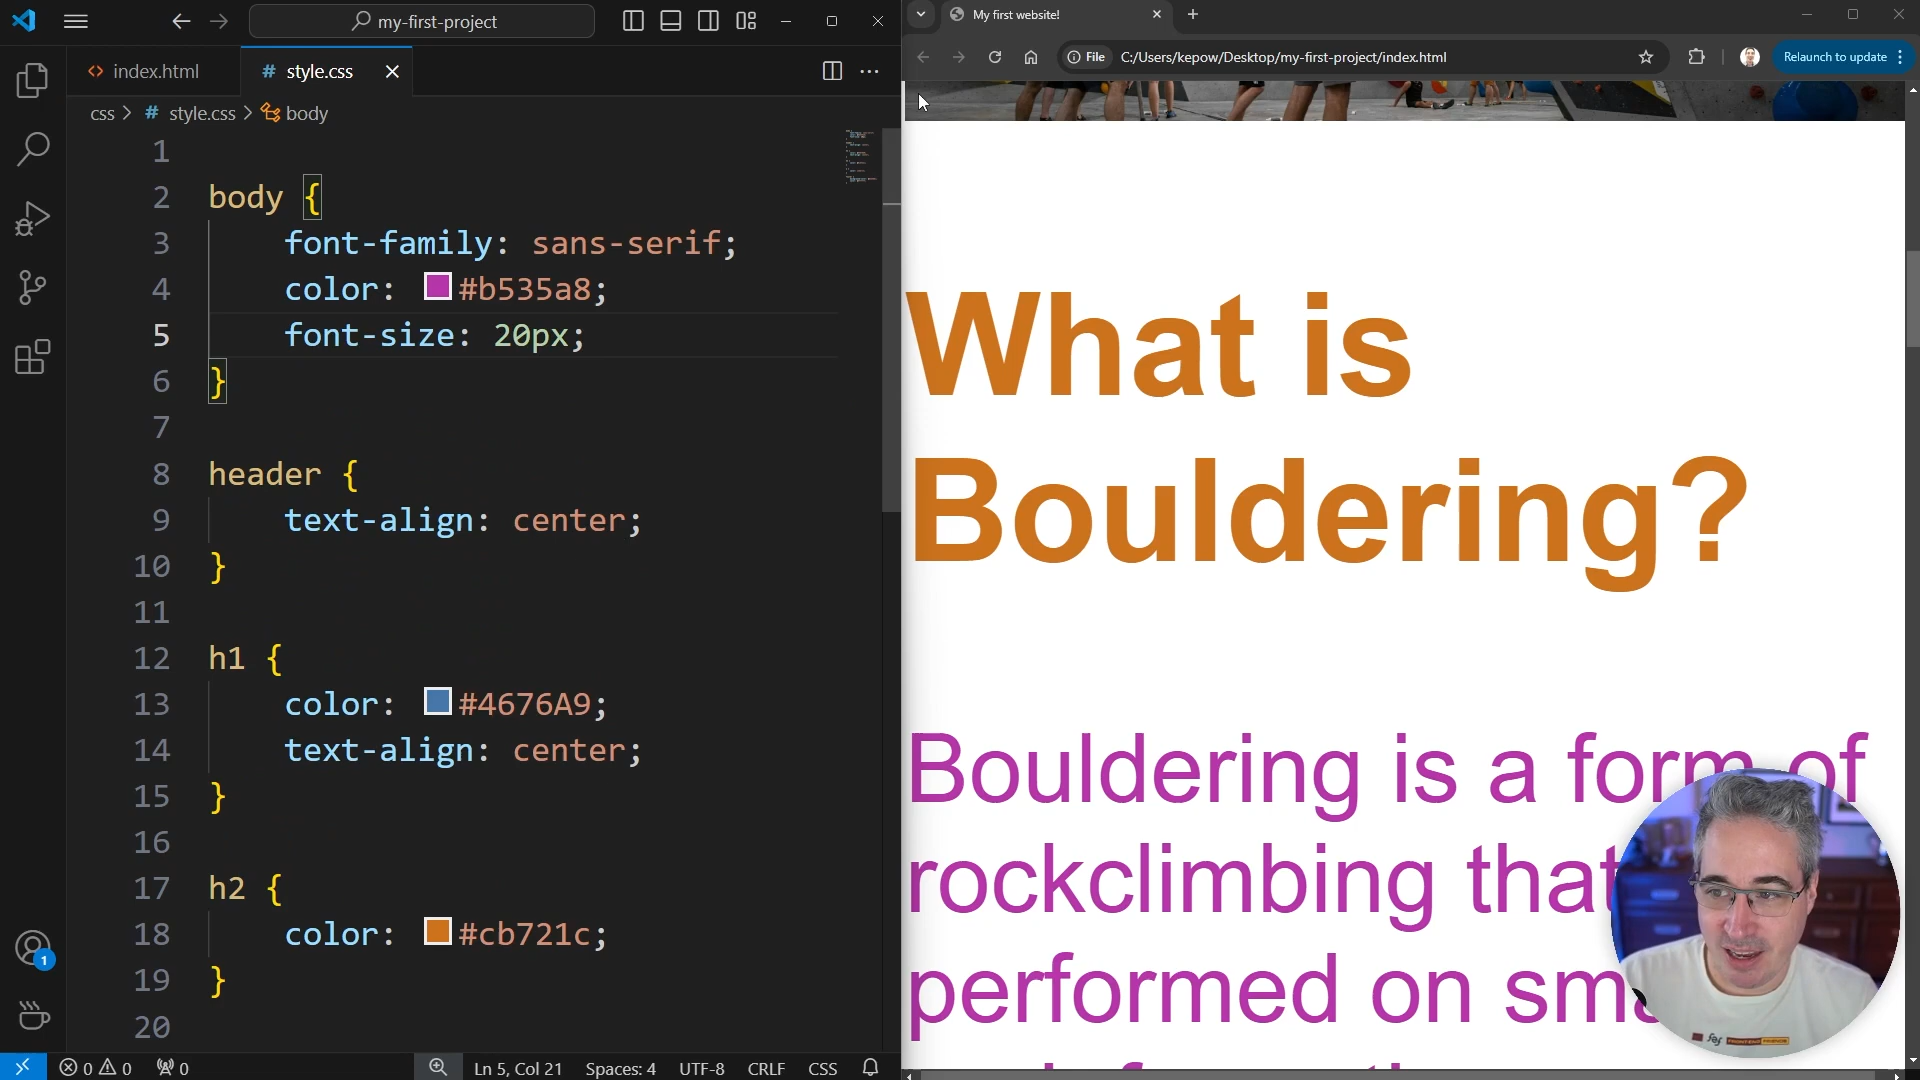 my-first-project
index.html
# style.css
css > # style.css > body
1
2 body {
3 font-family: sans-serif;
4 color: #b535a8;
5 font-size: 20px;
6 }
7
8 header {
9 text-align: center;
10 }
11
12 h1 {
13 color: #4676A9;
14 text-align: center;
15 }
16
17 h2 {
18 color: #cb721c;
19 }
20
1
0 0 0
Ln 5, Col 21 Spaces: 4 UTF-8 CRLF CSS
My first website!
File C:/Users/kepow/Desktop/my-first-project/index.html
Relaunch to update
What is
Bouldering?
Bouldering is a form of
rockclimbing that
performed on